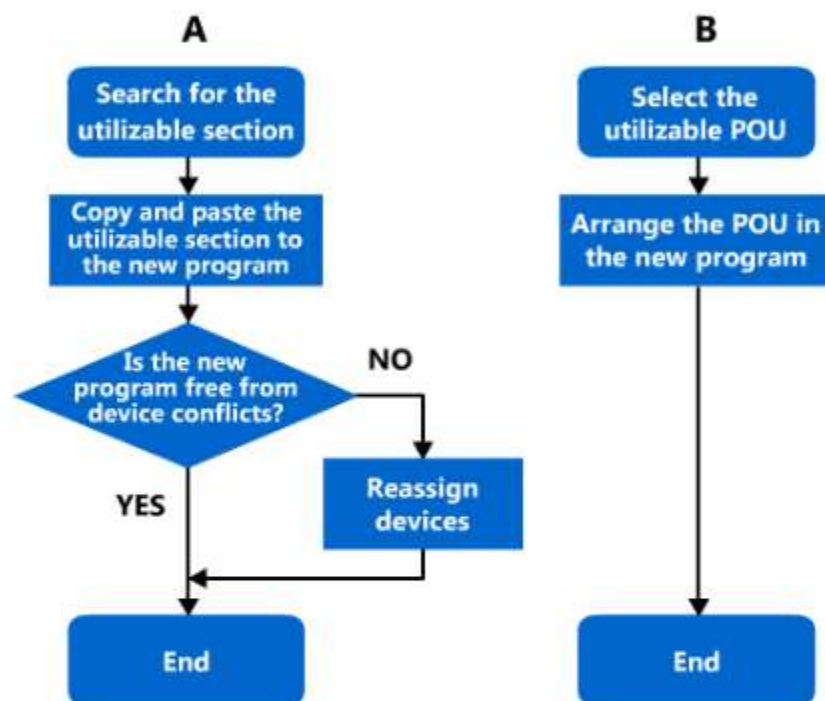 A
Search for the
utilizable section
Copy and paste the
utilizable section to
the new program
Is the new
program free from
device conflicts?
NO
YES
Reassign
devices
End
B
Select the
utilizable POU
Arrange the POU in
the new program
End